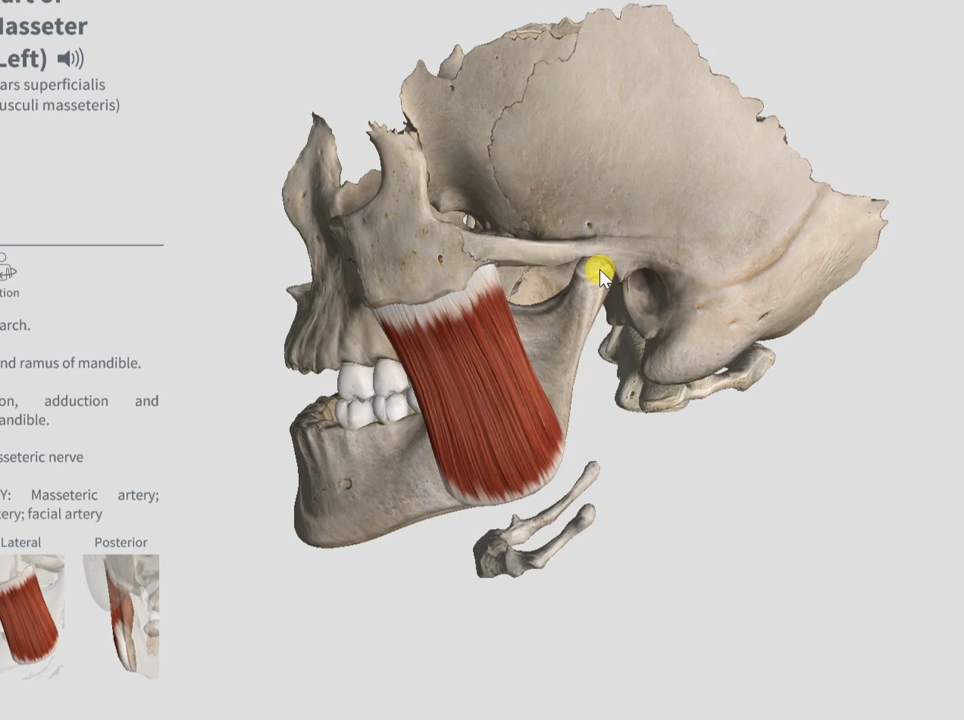 Left)
ars superficialis
usculi masseteris)
tion
arch.
nd ramus of mandible.
on, adduction and
andible.
sseteric nerve
Y: Masseteric artery;
tery; facial artery
Lateral Posterior